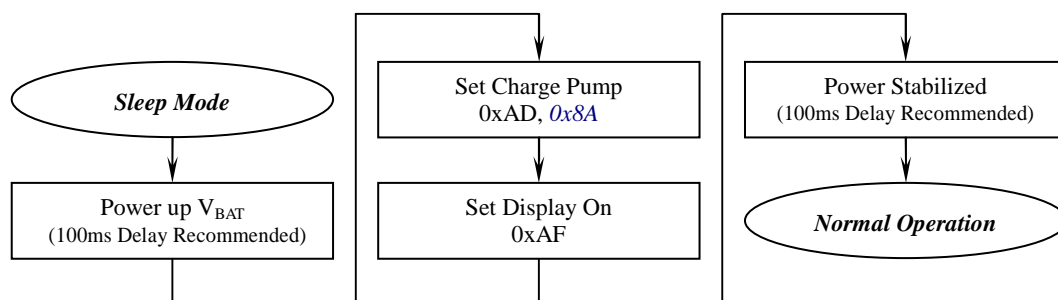 Sleep Mode
Power up VBAT
(100ms Delay Recommended)
Set Charge Pump
0xAD, 0x8A
Set Display On
0xAF
Power Stabilized
(100ms Delay Recommended)
Normal Operation